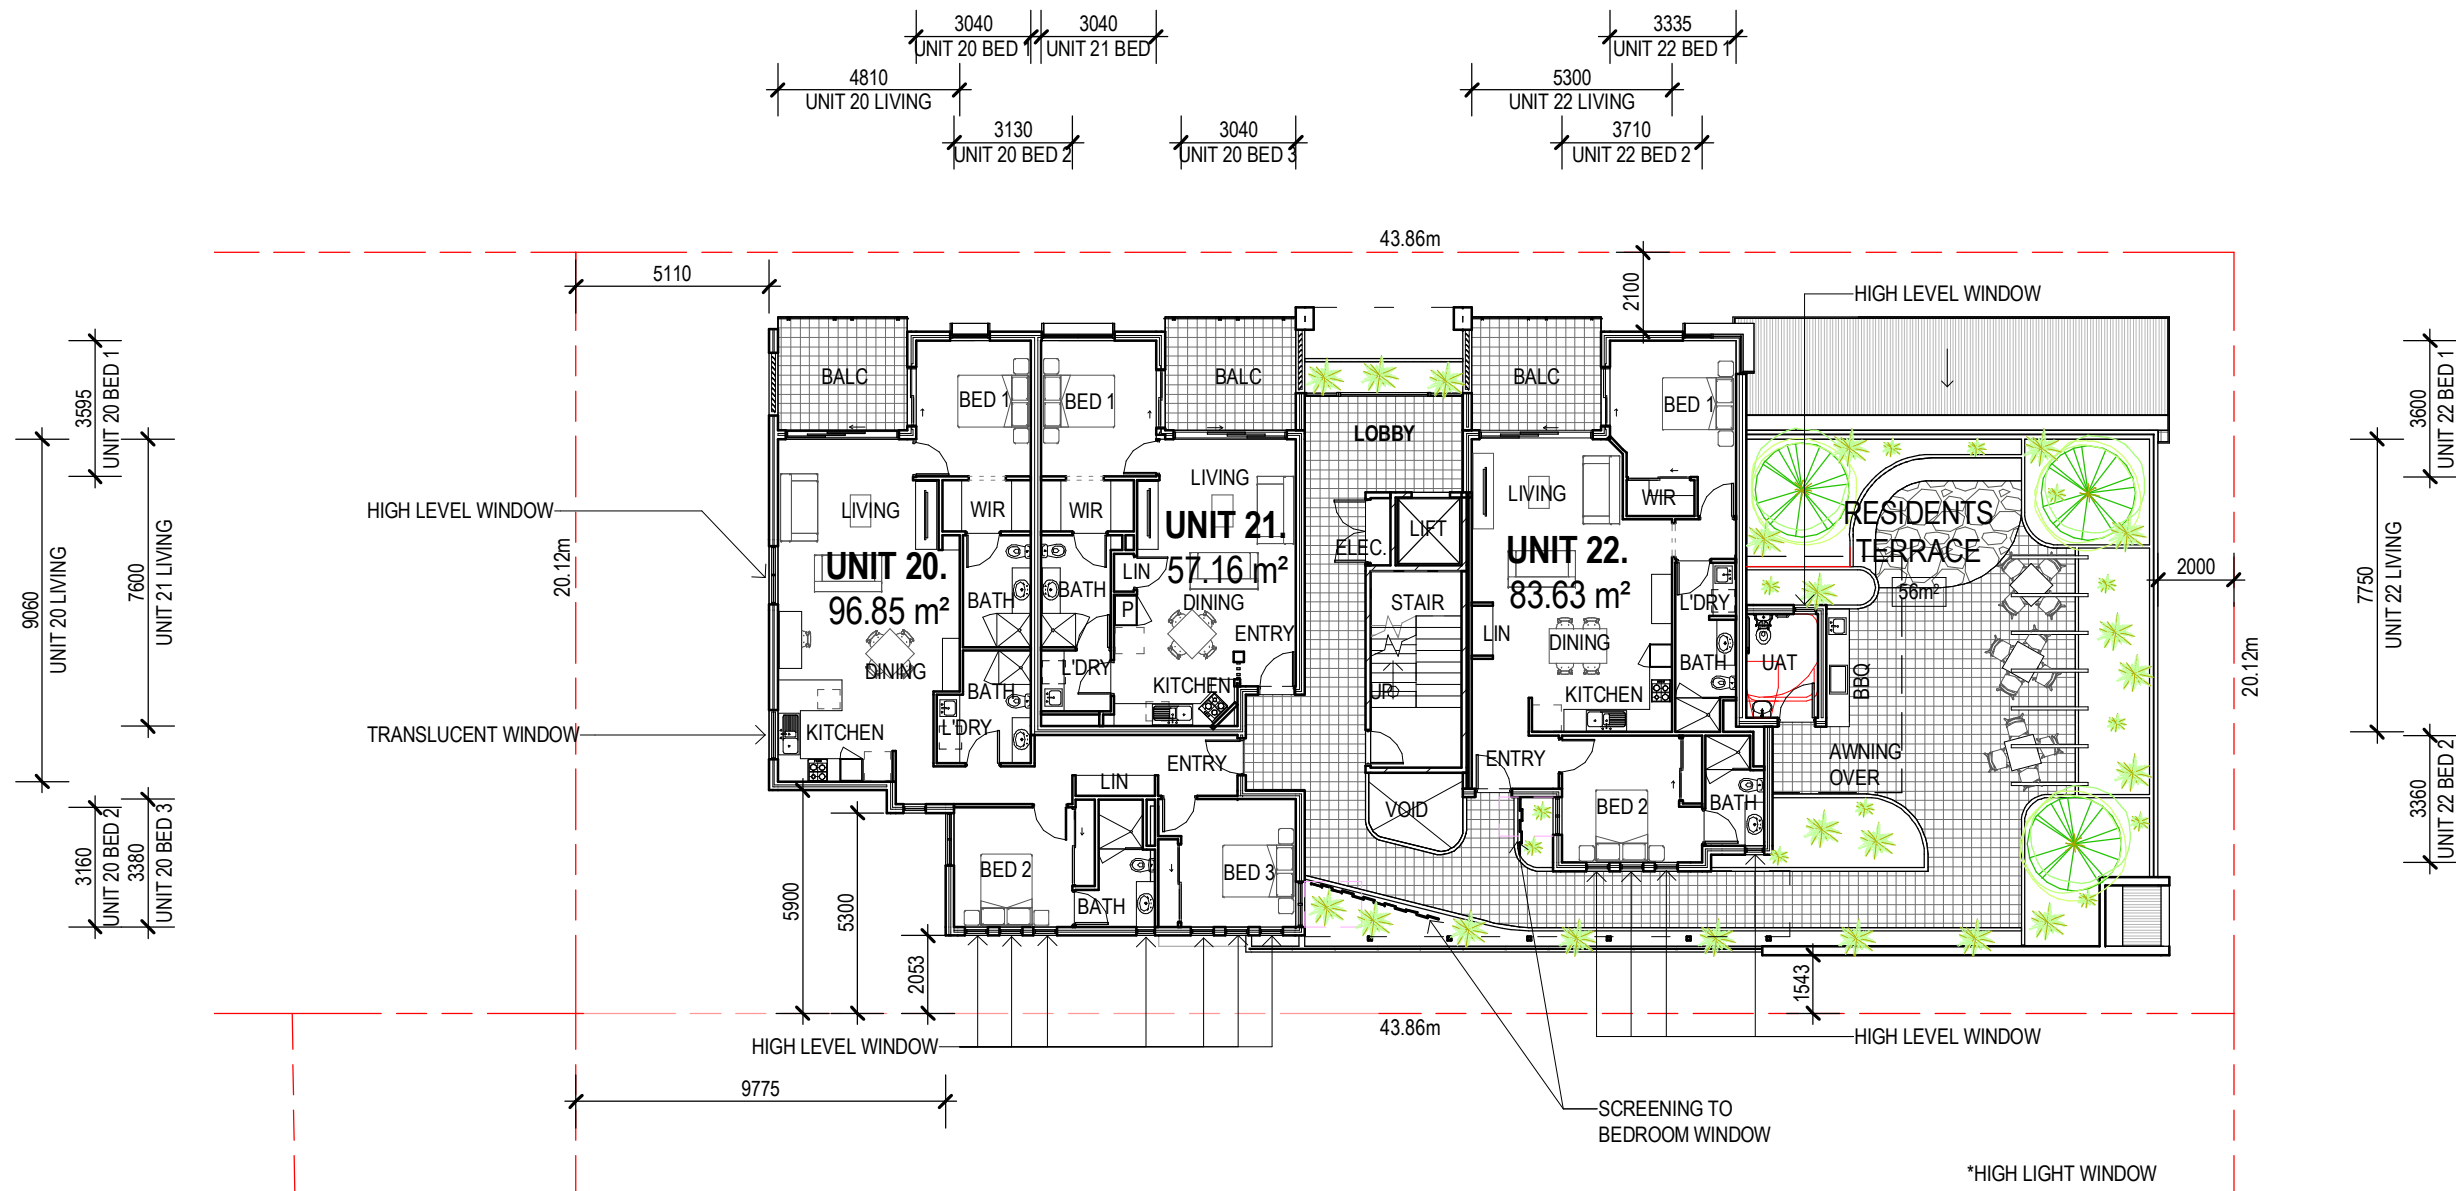 3040
UNIT 20 BED 1
3040
UNIT 21 BED
3335
UNIT 22 BED 1
4810
UNIT 20 LIVING
5300
UNIT 22 LIVING
3130
UNIT 20 BED 2
3040
UNIT 20 BED 3
3710
UNIT 22 BED 2
43.86m
5110
2100
HIGH LEVEL WINDOW
3595
UNIT 20 BED 1
9060
UNIT 20 LIVING
7600
UNIT 21 LIVING
3160
UNIT 20 BED 2
3380
UNIT 20 BED 3
HIGH LEVEL WINDOW
TRANSLUCENT WINDOW
20.12m
BALC
BED 1
BED 1
BALC
LOBBY
BALC
BED 1
LIVING
WIR
WIR
LIVING
UNIT 20.
96.85 m²
UNIT 21.
57.16 m²
BATH
BATH
LIN
P
DINING
DINING
ENTRY
BATH
L'DRY
L'DRY
KITCHEN
KITCHEN
ENTRY
LIN
BED 2
BATH
BED 3
ELEC.
LIFT
STAIR
UP
VOID
LIVING
WIR
UNIT 22.
83.63 m²
LIN
DINING
L'DRY
BATH
KITCHEN
ENTRY
BED 2
BATH
UAT
BBQ
RESIDENTS
TERRACE
56m²
AWNING
OVER
2000
20.12m
3600
UNIT 22 BED 1
7750
UNIT 22 LIVING
3360
UNIT 22 BED 2
5900
5300
2053
1543
43.86m
HIGH LEVEL WINDOW
HIGH LEVEL WINDOW
9775
SCREENING TO
BEDROOM WINDOW
*HIGH LIGHT WINDOW